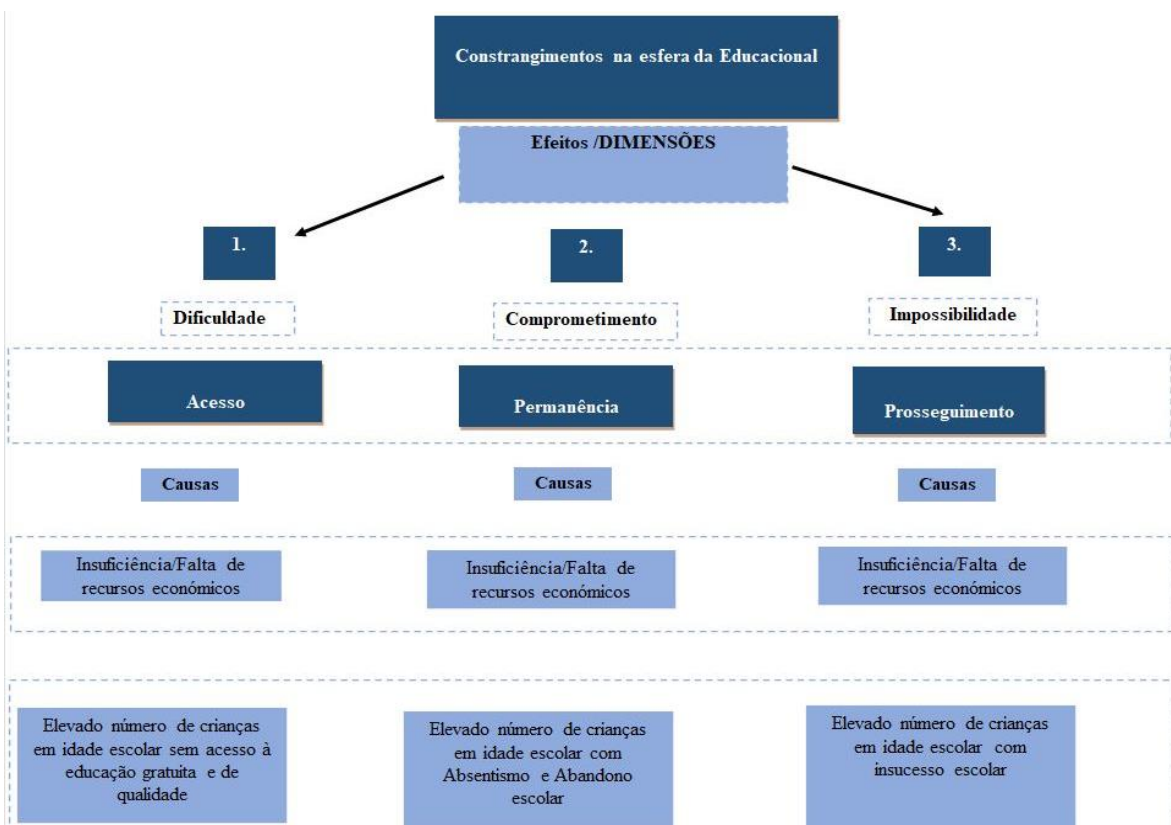 Constrangimentos na esfera da Educacional
Efeitos /DIMENSÕES
1.
2.
3.
Dificuldade
Comprometimento
Impossibilidade
Acesso
Permanência
Prosseguimento
Causas
Causas
Causas
Insuficiência/Falta de
recursos económicos
Insuficiência/Falta de
recursos económicos
Insuficiência/Falta de
recursos económicos
Elevado número de crianças
em idade escolar sem acesso à
educação gratuita e de
qualidade
Elevado número de crianças
em idade escolar com
Absentismo e Abandono
escolar
Elevado número de crianças
em idade escolar com
insucesso escolar